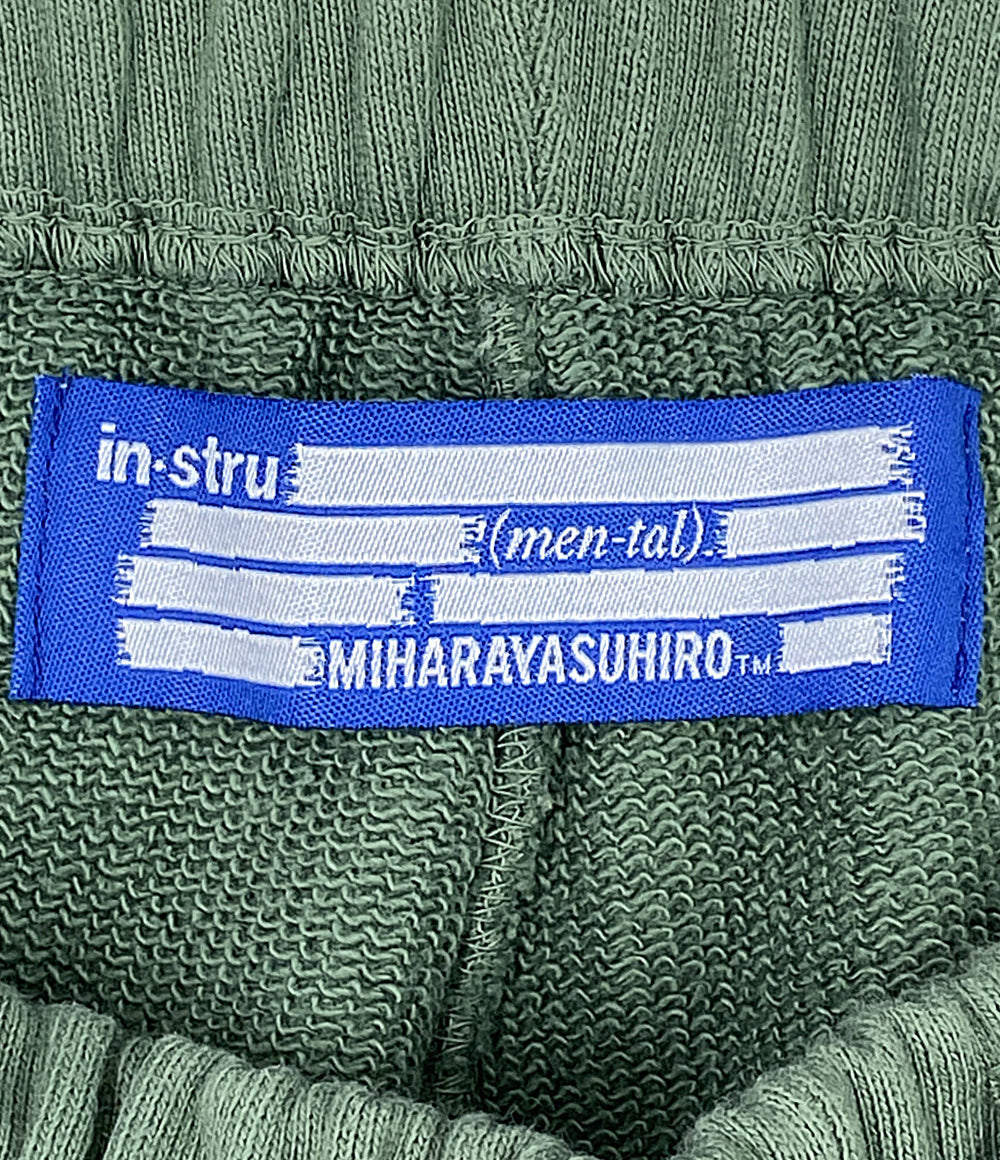 in·stru
(men-tal).
MIHARAYASUHIRO™